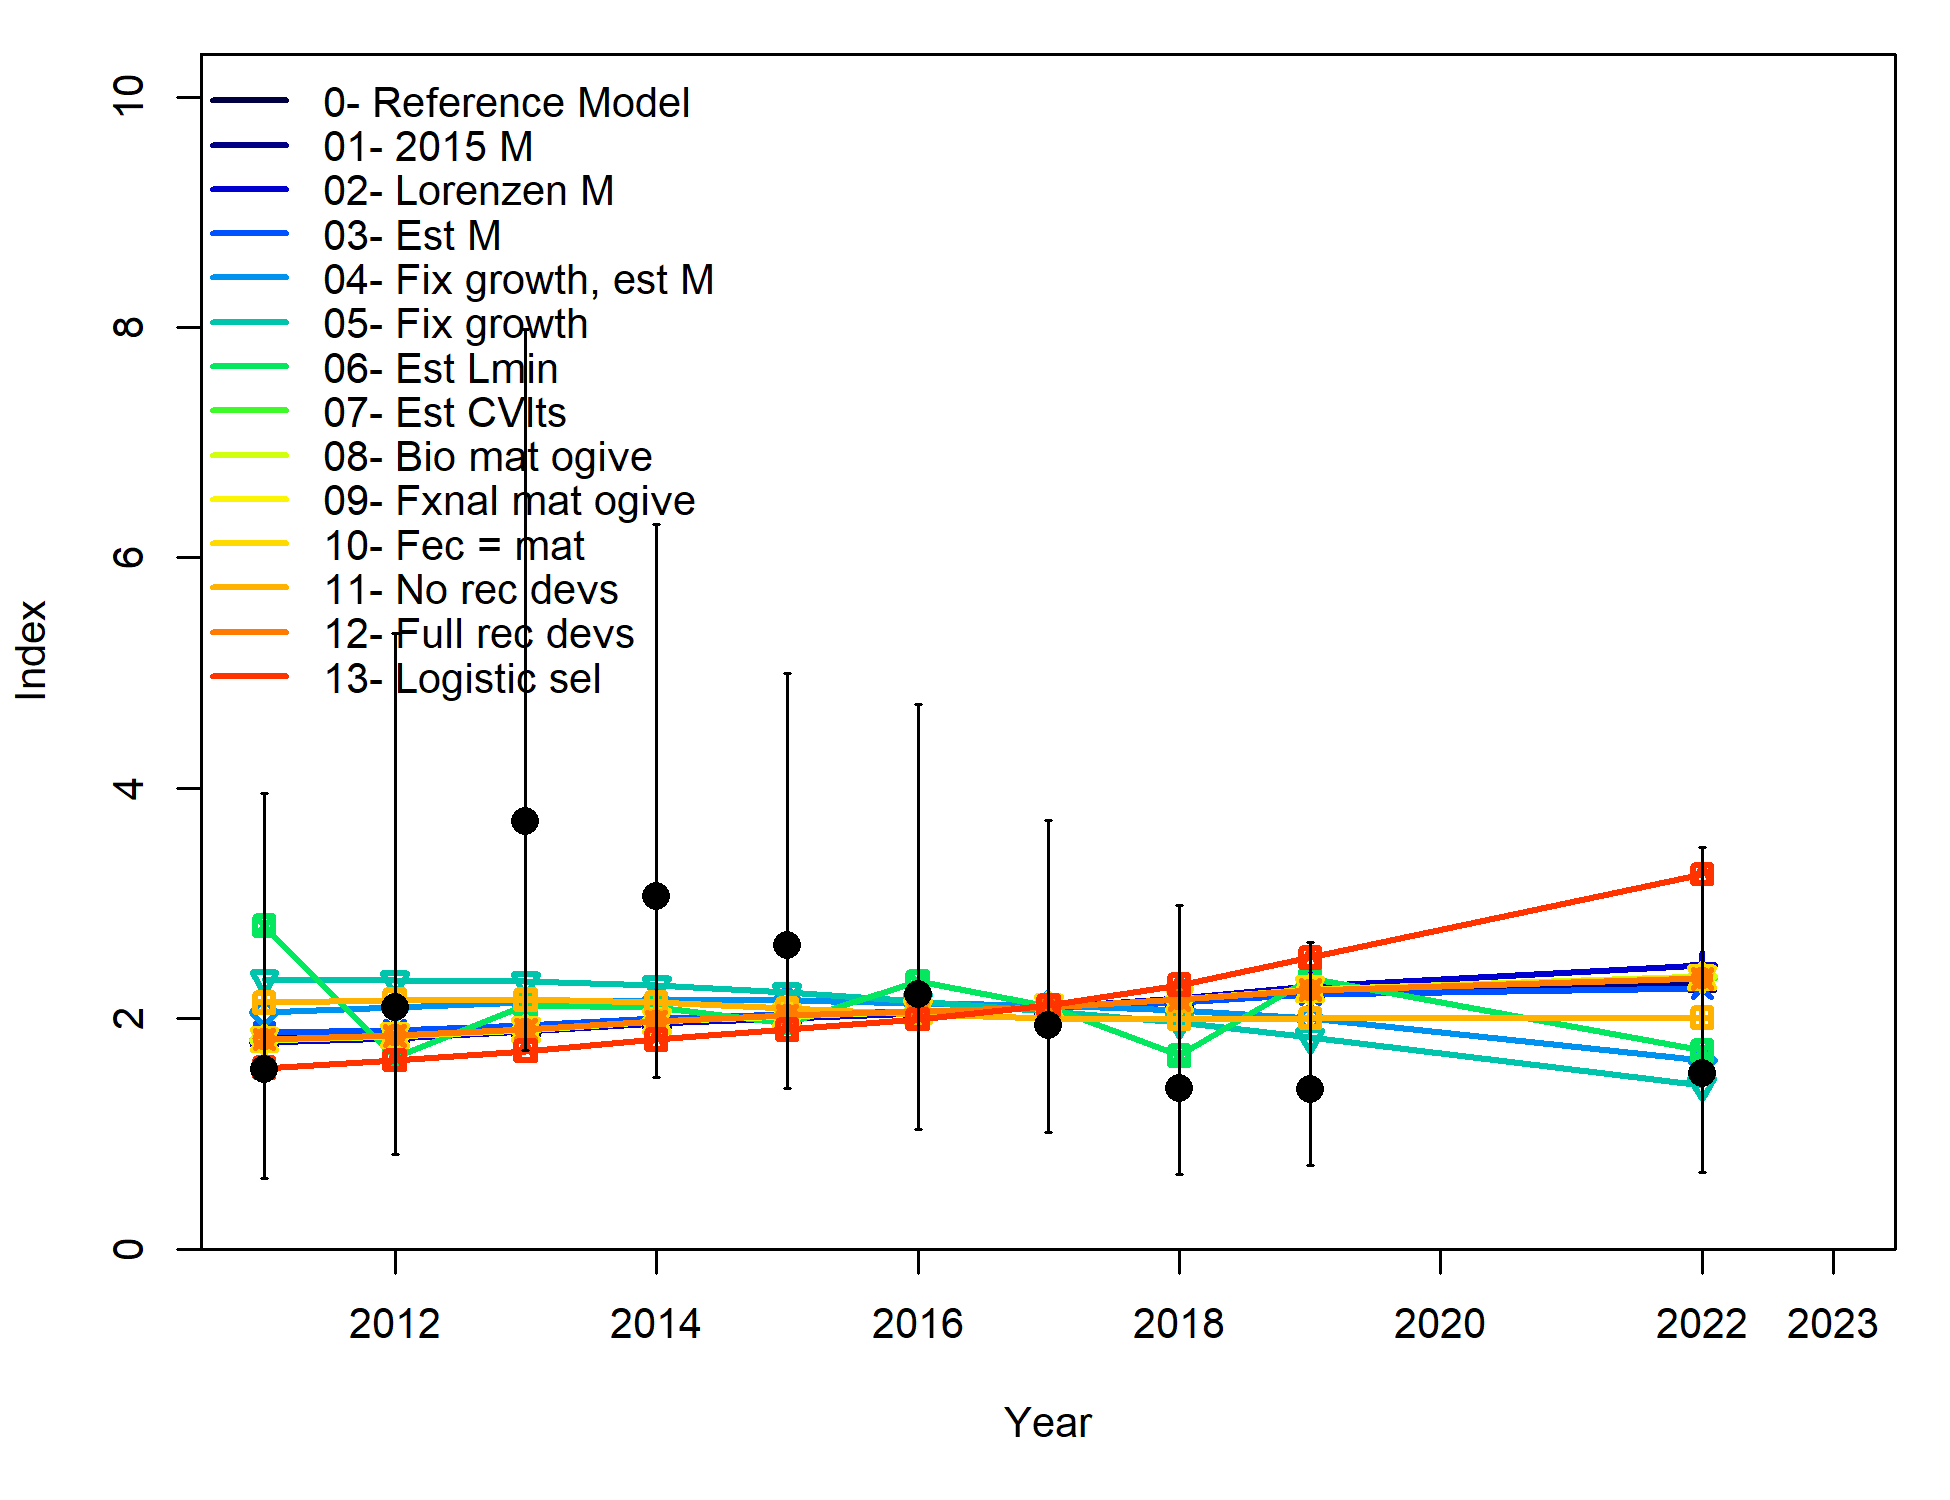 10
8
6
4
2
0
Index
0- Reference Model
01- 2015 M
02- Lorenzen M
03- Est M
04- Fix growth, est M
05- Fix growth
06- Est Lmin
07- Est CVlts
08- Bio mat ogive
09- Fxnal mat ogive
10- Fec = mat
11- No rec devs
12- Full rec devs
13- Logistic sel
2012 2014 2016 2018 2020 2022 2023
Year